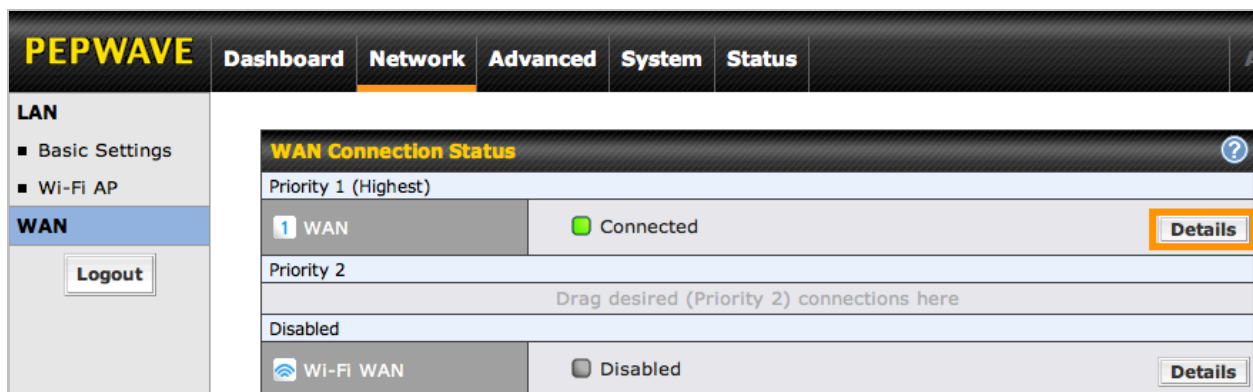 PEPWAVE
Dashboard Network Advanced System Status A
LAN
Basic Settings
Wi-Fi AP
WAN
Logout
WAN Connection Status
?
Priority 1 (Highest)
1 WAN Connected Details
Priority 2
Drag desired (Priority 2) connections here
Disabled
Wi-Fi WAN Disabled Details